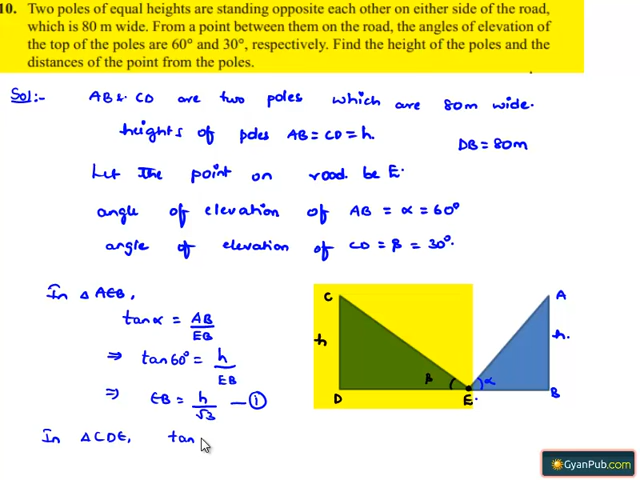 10. Two poles of equal heights are standing opposite each other on either side of the road,
which is 80 m wide. From a point between them on the road, the angles of elevation of
the top of the poles are 60° and 30°, respectively. Find the height of the poles and the
distances of the point from the poles.
Sol:- AB & CD are two poles which are 80m wide.
heights of poles AB = CD = h.
DB = 80m
Let the point on road be E.
angle of elevation of AB = α = 60°
angle of elevation of CD = β = 30°.
In △ AEB,
tanα = AB/EB
⇒ tan60° = h/EB
⇒ EB = h/√3 —①
In △CDE, tan
C
A
h
h.
β
α
D
E.
B
GyanPub.com